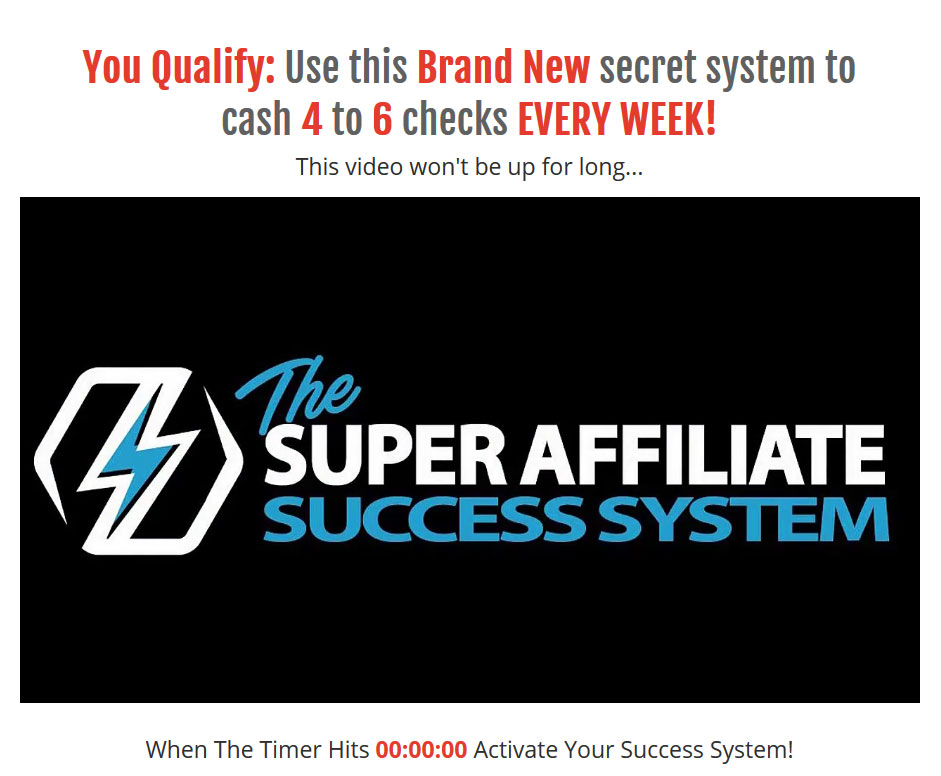 You Qualify: Use this Brand New secret system to
cash 4 to 6 checks EVERY WEEK!
This video won't be up for long...
The
SUPER AFFILIATE
SUCCESS SYSTEM
When The Timer Hits 00:00:00 Activate Your Success System!